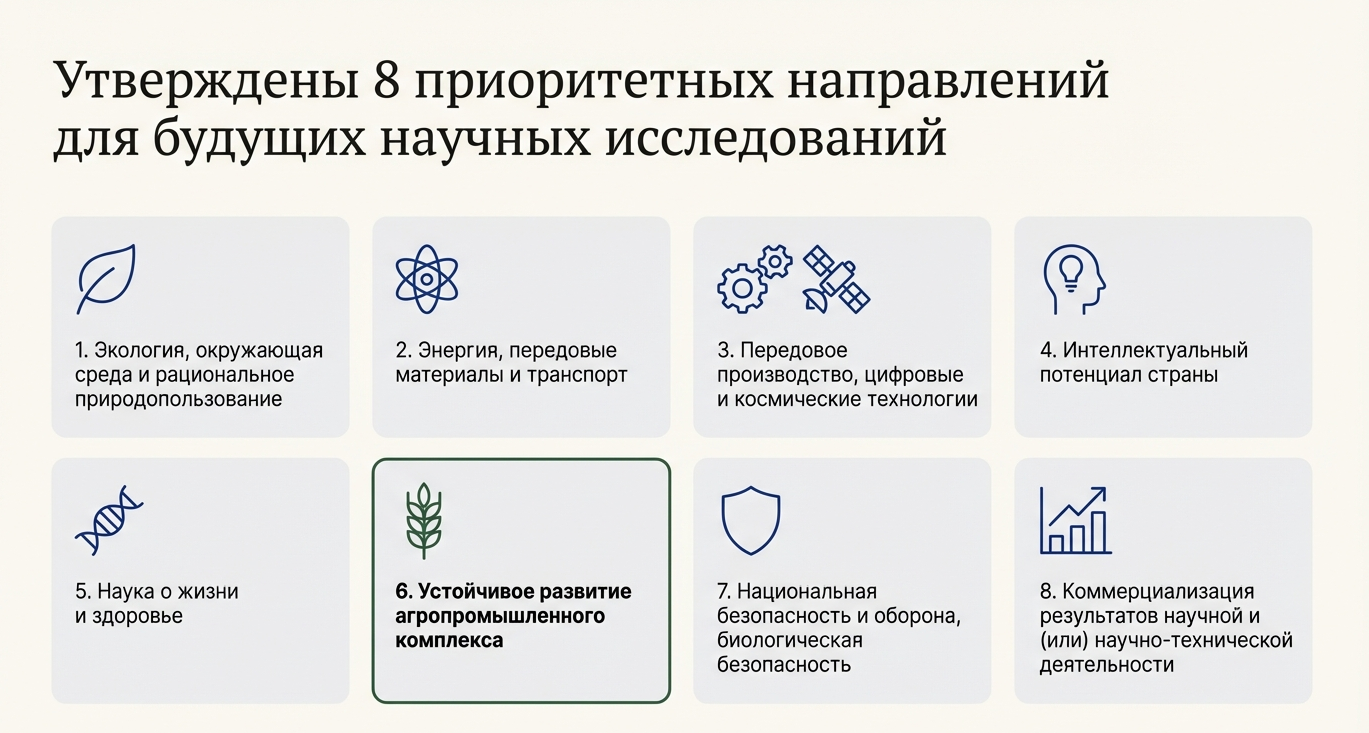 Утверждены 8 приоритетных направлений
для будущих научных исследований
1. Экология, окружающая
среда и рациональное
природопользование
2. Энергия, передовые
материалы и транспорт
3. Передовое
производство, цифровые
и космические технологии
4. Интеллектуальный
потенциал страны
5. Наука о жизни
и здоровье
6. Устойчивое развитие
агропромышленного
комплекса
7. Национальная
безопасность и оборона,
биологическая
безопасность
8. Коммерциализация
результатов научной и
(или) научно-технической
деятельности